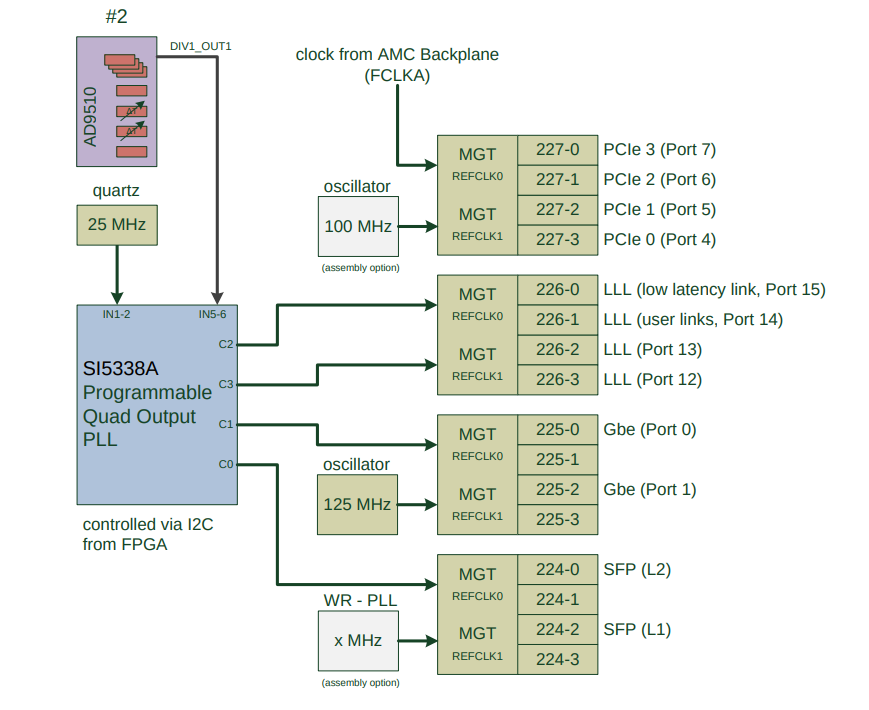 #2
DIV1_OUT1
AD9510
ΔT
ΔT
quartz
25 MHz
IN1-2
IN5-6
SI5338A
Programmable
Quad Output
PLL
C2
C3
C1
C0
controlled via I2C
from FPGA
clock from AMC Backplane
(FCLKA)
oscillator
100 MHz
(assembly option)
MGT
REFCLK0
MGT
REFCLK1
227-0
PCIe 3 (Port 7)
227-1
PCIe 2 (Port 6)
227-2
PCIe 1 (Port 5)
227-3
PCIe 0 (Port 4)
MGT
REFCLK0
MGT
REFCLK1
226-0
LLL (low latency link, Port 15)
226-1
LLL (user links, Port 14)
226-2
LLL (Port 13)
226-3
LLL (Port 12)
oscillator
125 MHz
MGT
REFCLK0
MGT
REFCLK1
225-0
Gbe (Port 0)
225-1
225-2
Gbe (Port 1)
225-3
WR - PLL
x MHz
(assembly option)
MGT
REFCLK0
MGT
REFCLK1
224-0
SFP (L2)
224-1
224-2
SFP (L1)
224-3